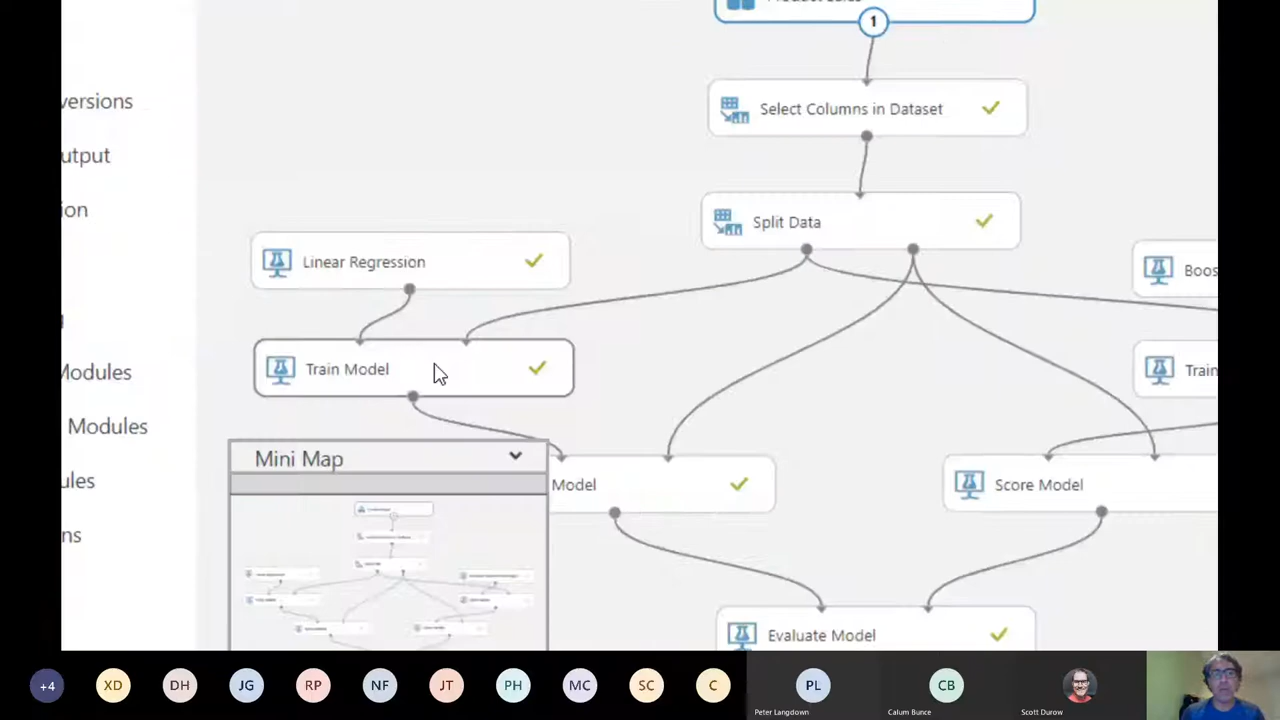 1
Select Columns in Dataset
versions
utput
ion
Split Data
Linear Regression
Boos
Train Model
Modules
Train
Modules
Mini Map
ules
Model
Score Model
ns
Evaluate Model
+4
XD
DH
JG
RP
NF
JT
PH
MC
SC
C
PL
CB
Peter Langdown
Calum Bunce
Scott Durow